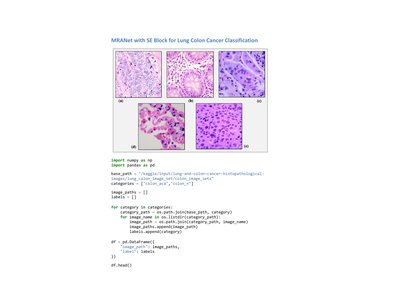 MRANet with SE Block for Lung Colon Cancer Classification
(a)
(b)
(c)
(d)
(e)
import numpy as np
import pandas as pd
base_path = "/kaggle/input/lung-and-colon-cancer-histopathological-
images/lung_colon_image_set/colon_image_sets"
categories = ["colon_aca","colon_n"]
image_paths = []
labels = []
for category in categories:
    category_path = os.path.join(base_path, category)
    for image_name in os.listdir(category_path):
        image_path = os.path.join(category_path, image_name)
        image_paths.append(image_path)
        labels.append(category)
df = pd.DataFrame({
    "image_path": image_paths,
    "label": labels
})
df.head()